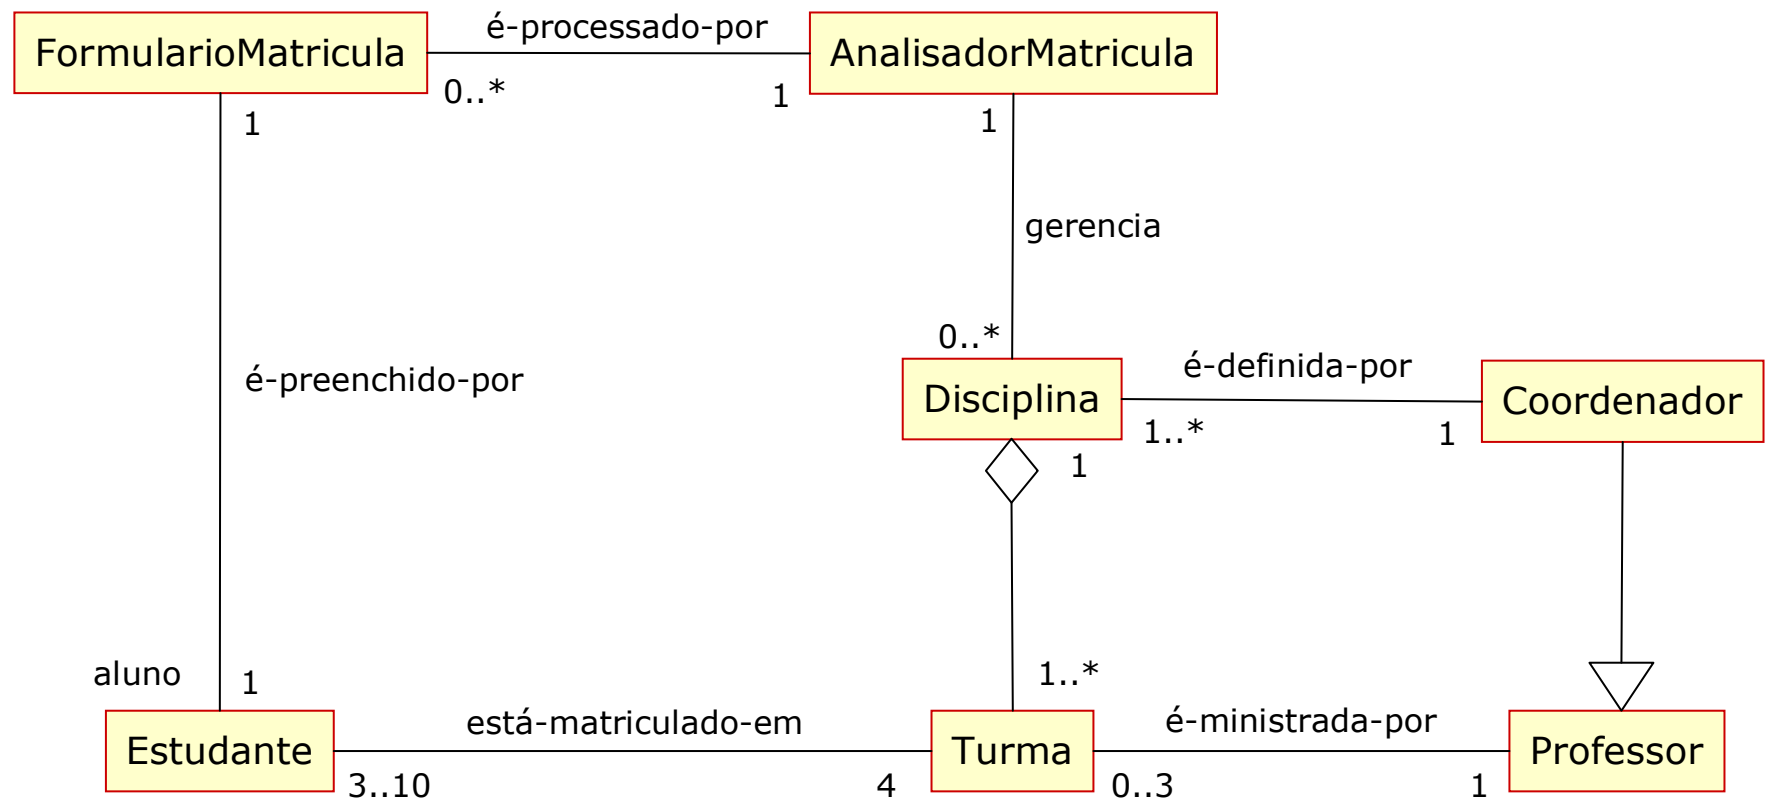 é-processado-por
FormularioMatricula
AnalisadorMatricula
0..*
1
1
1
gerencia
0..*
é-preenchido-por
é-definida-por
Disciplina
Coordenador
1..*
1
1
aluno
1
1..*
está-matriculado-em
é-ministrada-por
Estudante
Turma
Professor
3..10
4
0..3
1